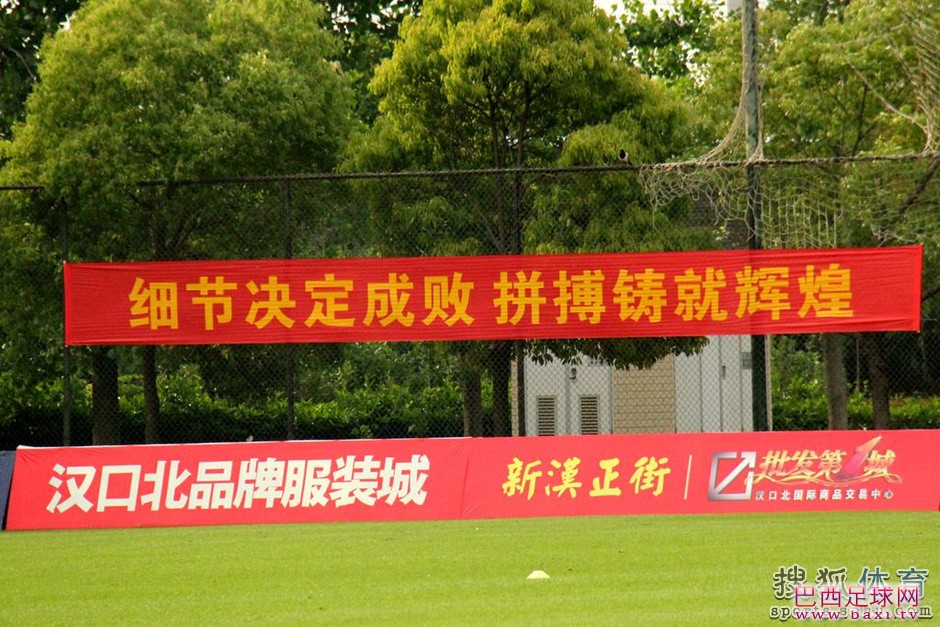 细节决定成败 拼搏铸就辉煌
汉口北品牌服装城
新漢正街
批发第1城
汉口北国际商品交易中心
搜狐体育
巴西足球网
www.baxi.tv